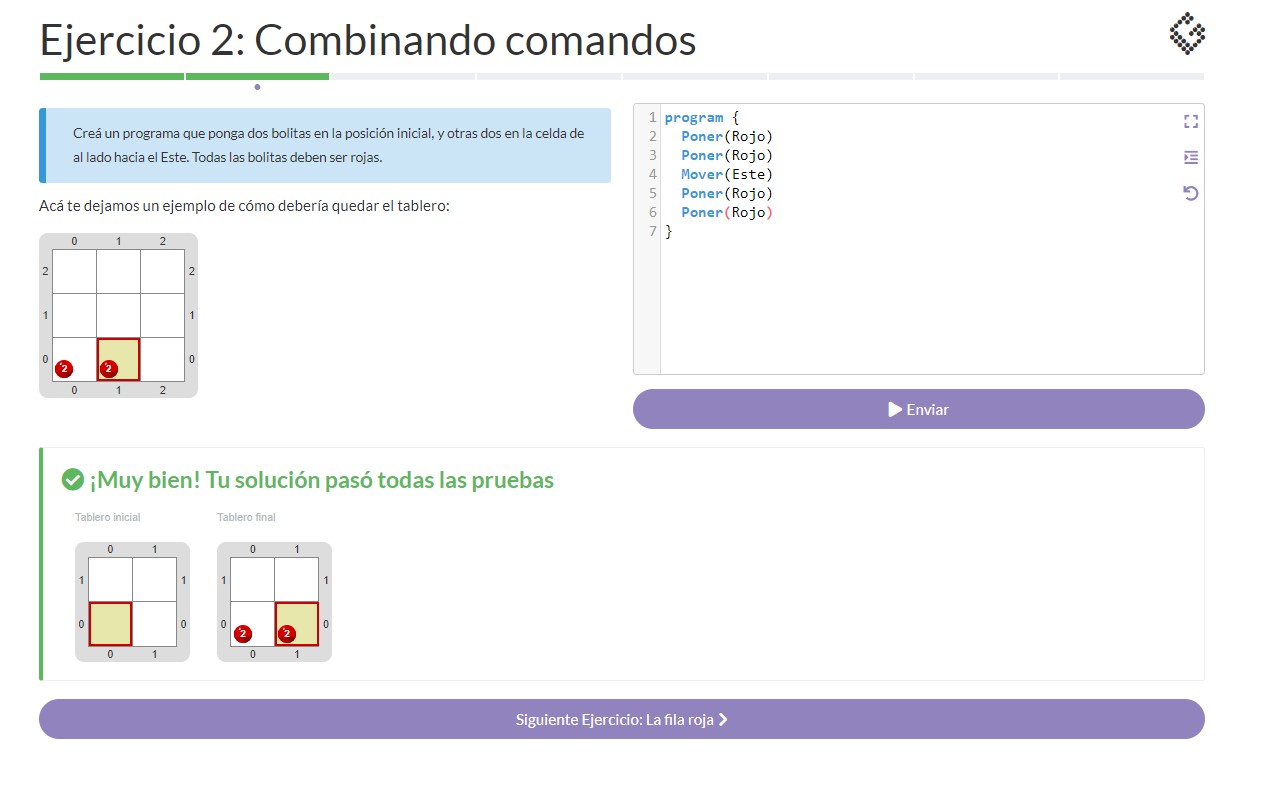 Ejercicio 2: Combinando comandos
Creá un programa que ponga dos bolitas en la posición inicial, y otras dos en la celda de
al lado hacia el Este. Todas las bolitas deben ser rojas.
Acá te dejamos un ejemplo de cómo debería quedar el tablero:
0 1 2
2 2
1 1
0 2 2 0
0 1 2
1 program {
2 Poner(Rojo)
3 Poner(Rojo)
4 Mover(Este)
5 Poner(Rojo)
6 Poner(Rojo)
7 }
Enviar
¡Muy bien! Tu solución pasó todas las pruebas
Tablero inicial
0 1
1 1
0 0
0 1
Tablero final
0 1
1 1
0 2 2 0
0 1
Siguiente Ejercicio: La fila roja